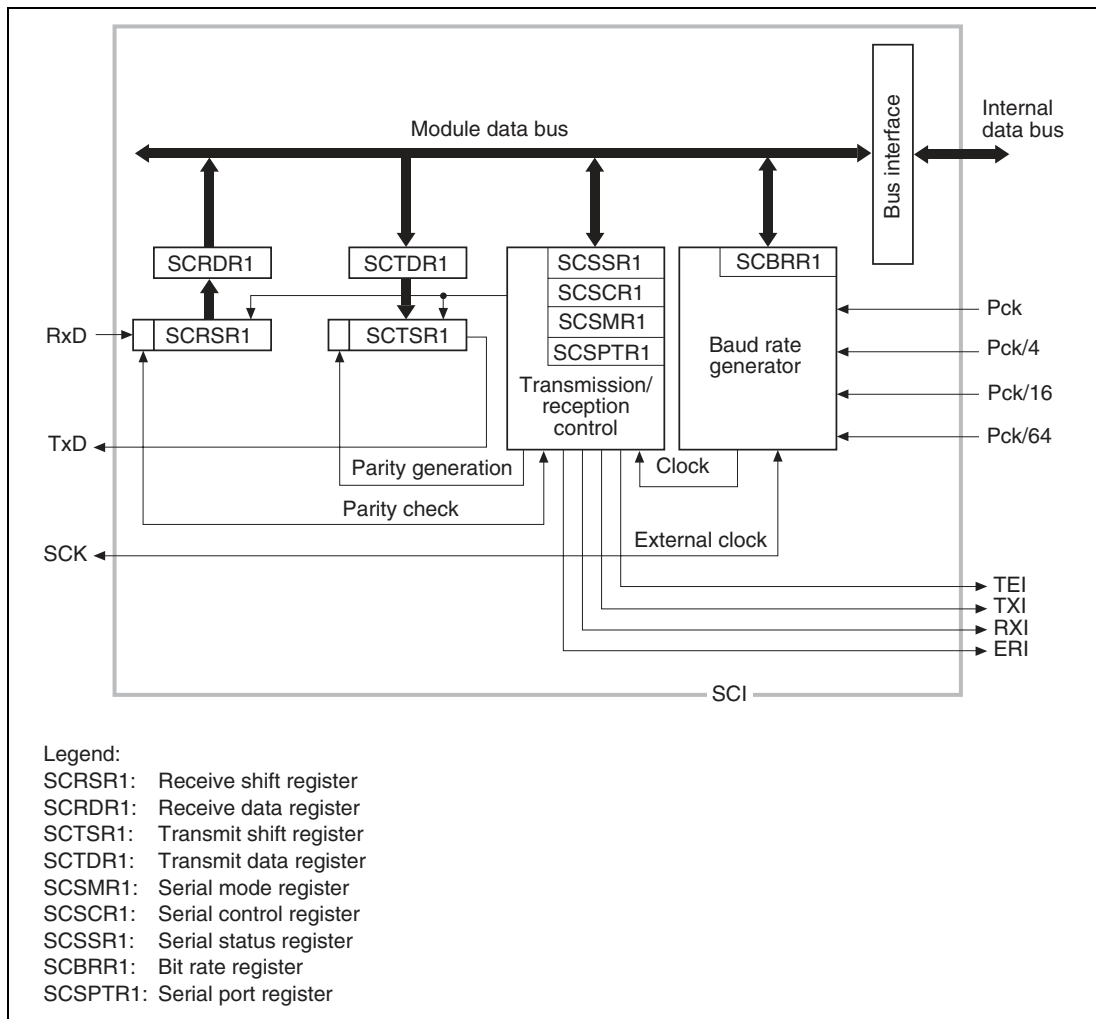 Module data bus
Bus interface
Internal
data bus
SCRDR1
SCTDR1
SCSSR1
SCSCR1
SCSMR1
SCSPTR1
Transmission/
reception
control
SCBRR1
Baud rate
generator
RxD
SCRSR1
SCTSR1
Pck
Pck/4
Pck/16
Pck/64
TxD
Parity generation
Clock
Parity check
SCK
External clock
TEI
TXI
RXI
ERI
SCI
Legend:
SCRSR1: Receive shift register
SCRDR1: Receive data register
SCTSR1: Transmit shift register
SCTDR1: Transmit data register
SCSMR1: Serial mode register
SCSCR1: Serial control register
SCSSR1: Serial status register
SCBRR1: Bit rate register
SCSPTR1: Serial port register